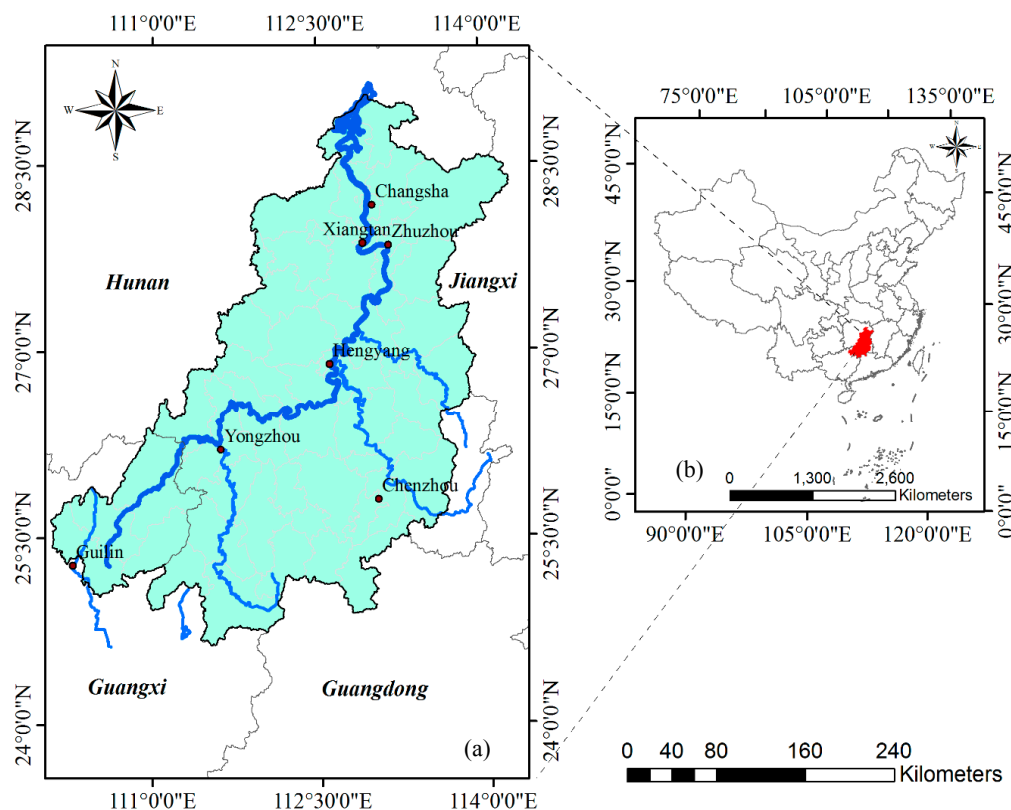 111°0'0"E 112°30'0"E 114°0'0"E
N
W E
S
28°30'0"N
27°0'0"N
25°30'0"N
24°0'0"N
Changsha
Xiangtan
Zhuzhou
Hunan
Jiangxi
Hengyang
Yongzhou
Chenzhou
Guilin
Guangxi
Guangdong
(a)
28°30'0"N
27°0'0"N
25°30'0"N
24°0'0"N
111°0'0"E 112°30'0"E 114°0'0"E
75°0'0"E 105°0'0"E 135°0'0"E
N
W E
S
45°0'0"N
30°0'0"N
15°0'0"N
0°0'0"
45°0'0"N
30°0'0"N
15°0'0"N
0°0'0"
(b)
0 1,300 2,600
Kilometers
90°0'0"E 105°0'0"E 120°0'0"E
0 40 80 160 240
Kilometers